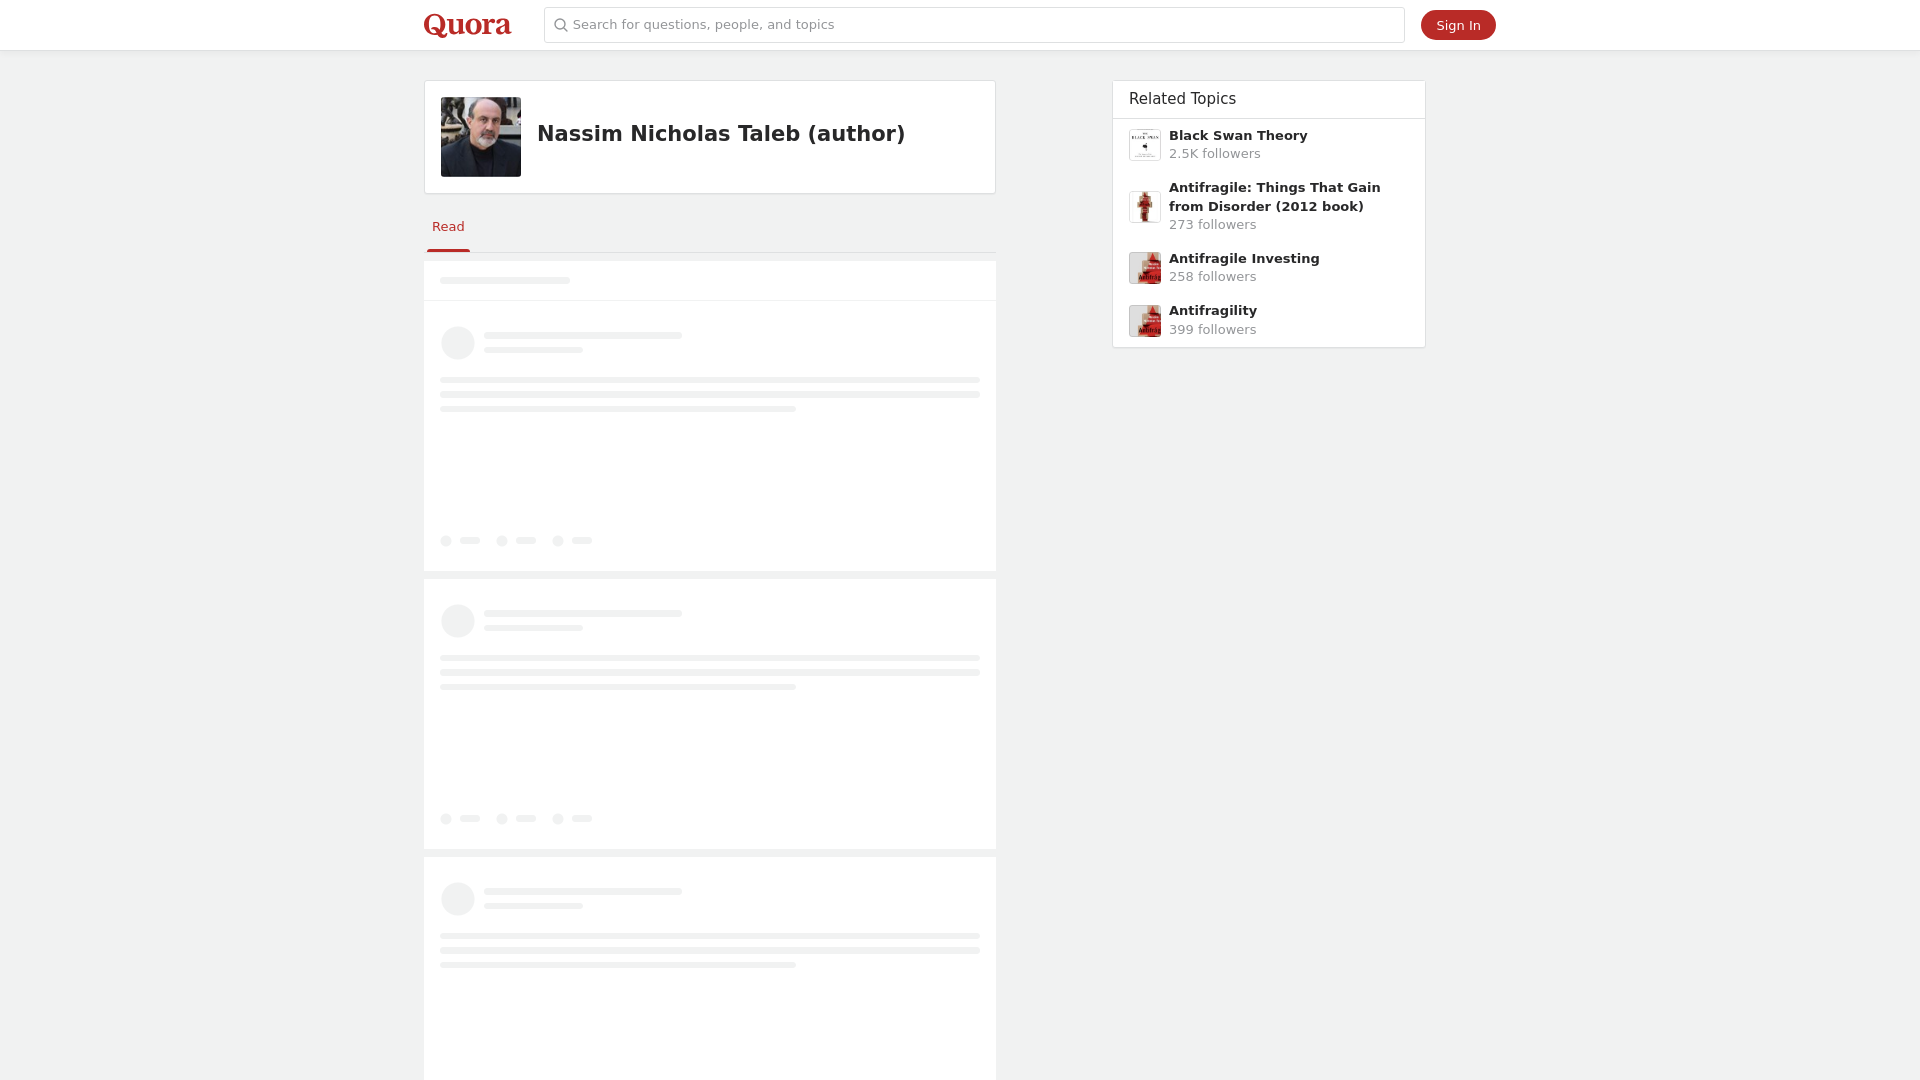 Quora
Search for questions, people, and topics
Sign In
Nassim Nicholas Taleb (author)
Read
Related Topics
Black Swan Theory
2.5K followers
Antifragile: Things That Gain
from Disorder (2012 book)
273 followers
Antifragile Investing
258 followers
Antifragility
399 followers